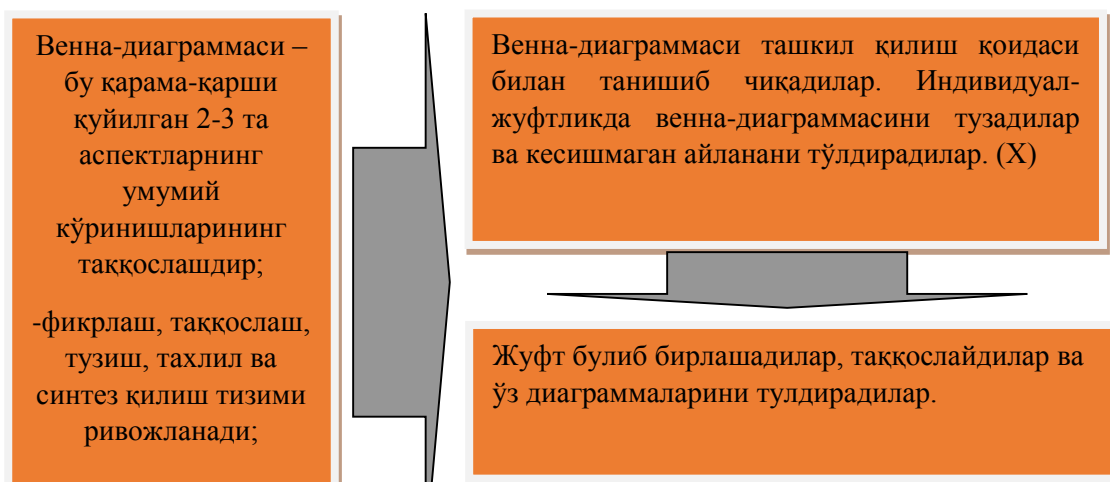 Венна-диаграммаси –
бу қарама-қарши
қуйилган 2-3 та
аспектларнинг
умумий
кўринишларининг
таққослашдир;
-фикрлаш, таққослаш,
тузиш, тахлил ва
синтез қилиш тизими
ривожланади;
Венна-диаграммаси ташкил қилиш қоидаси
билан танишиб чиқадилар. Индивидуал-
жуфтликда венна-диаграммасини тузадилар
ва кесишмаган айланани тўлдирадилар. (Х)
Жуфт булиб бирлашадилар, таққослайдилар ва
ўз диаграммаларини тулдирадилар.